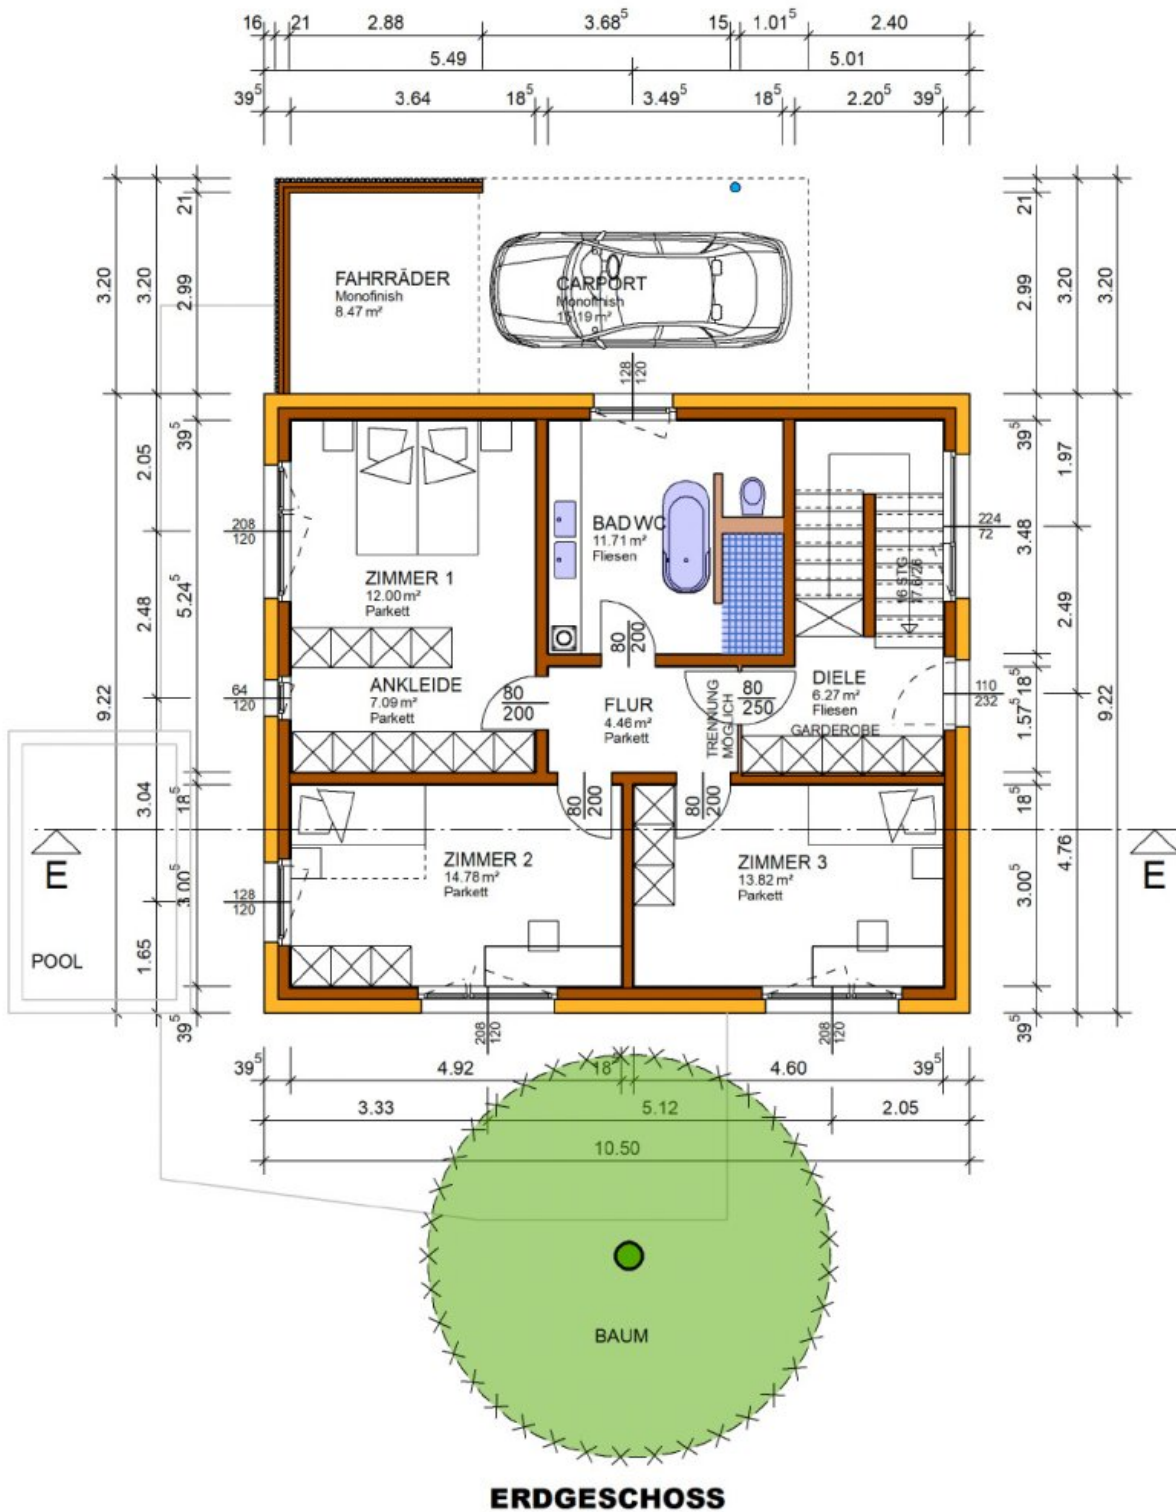 16 21 2.88 3.68⁵ 15 1.01⁵ 2.40
5.49 5.01
39⁵ 3.64 18⁵ 3.49⁵ 18⁵ 2.20⁵ 39⁵
3.20 3.20 21 2.99
21 2.99 3.20 3.20
FAHRRÄDER
Monofinish
8.47 m²
CARPORT
Monofinish
15.19 m²
128
120
9.22
2.05 2.48 3.04 1.65
39⁵ 5.24⁵ 18⁵ 3.00⁵ 39⁵
208
120
64
120
128
120
ZIMMER 1
12.00 m²
Parkett
ANKLEIDE
7.09 m²
Parkett
80
200
BAD WC
11.71 m²
Fliesen
80
200
FLUR
4.46 m²
Parkett
TRENNUNG
MÖGLICH
80
250
16 STG
17.6/26
DIELE
6.27 m²
Fliesen
GARDEROBE
224
72
110
232
39⁵ 3.48 18⁵ 1.57⁵ 18⁵ 3.00⁵ 39⁵
1.97 2.49 4.76
9.22
80
200
80
200
ZIMMER 2
14.78 m²
Parkett
ZIMMER 3
13.82 m²
Parkett
E
E
POOL
208
120
208
120
39⁵ 4.92 18⁵ 4.60 39⁵
3.33 5.12 2.05
10.50
BAUM
ERDGESCHOSS